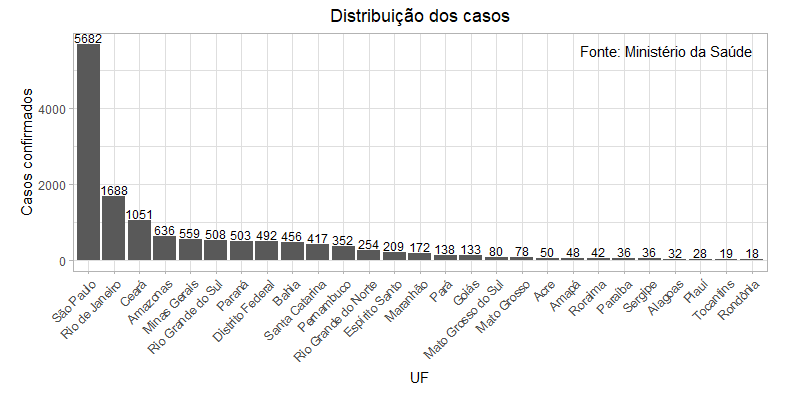 Distribuição dos casos
Fonte: Ministério da Saúde
Casos confirmados
4000
2000
0
5682
1688
1051
636
559
508
503
492
456
417
352
254
209
172
138
133
80
78
50
48
42
36
36
32
28
19
18
São Paulo
Rio de Janeiro
Ceará
Amazonas
Minas Gerais
Rio Grande do Sul
Paraná
Distrito Federal
Bahia
Santa Catarina
Pernambuco
Rio Grande do Norte
Espírito Santo
Maranhão
Pará
Goiás
Mato Grosso do Sul
Mato Grosso
Acre
Amapá
Roraima
Paraíba
Sergipe
Alagoas
Piauí
Tocantins
Rondônia
UF